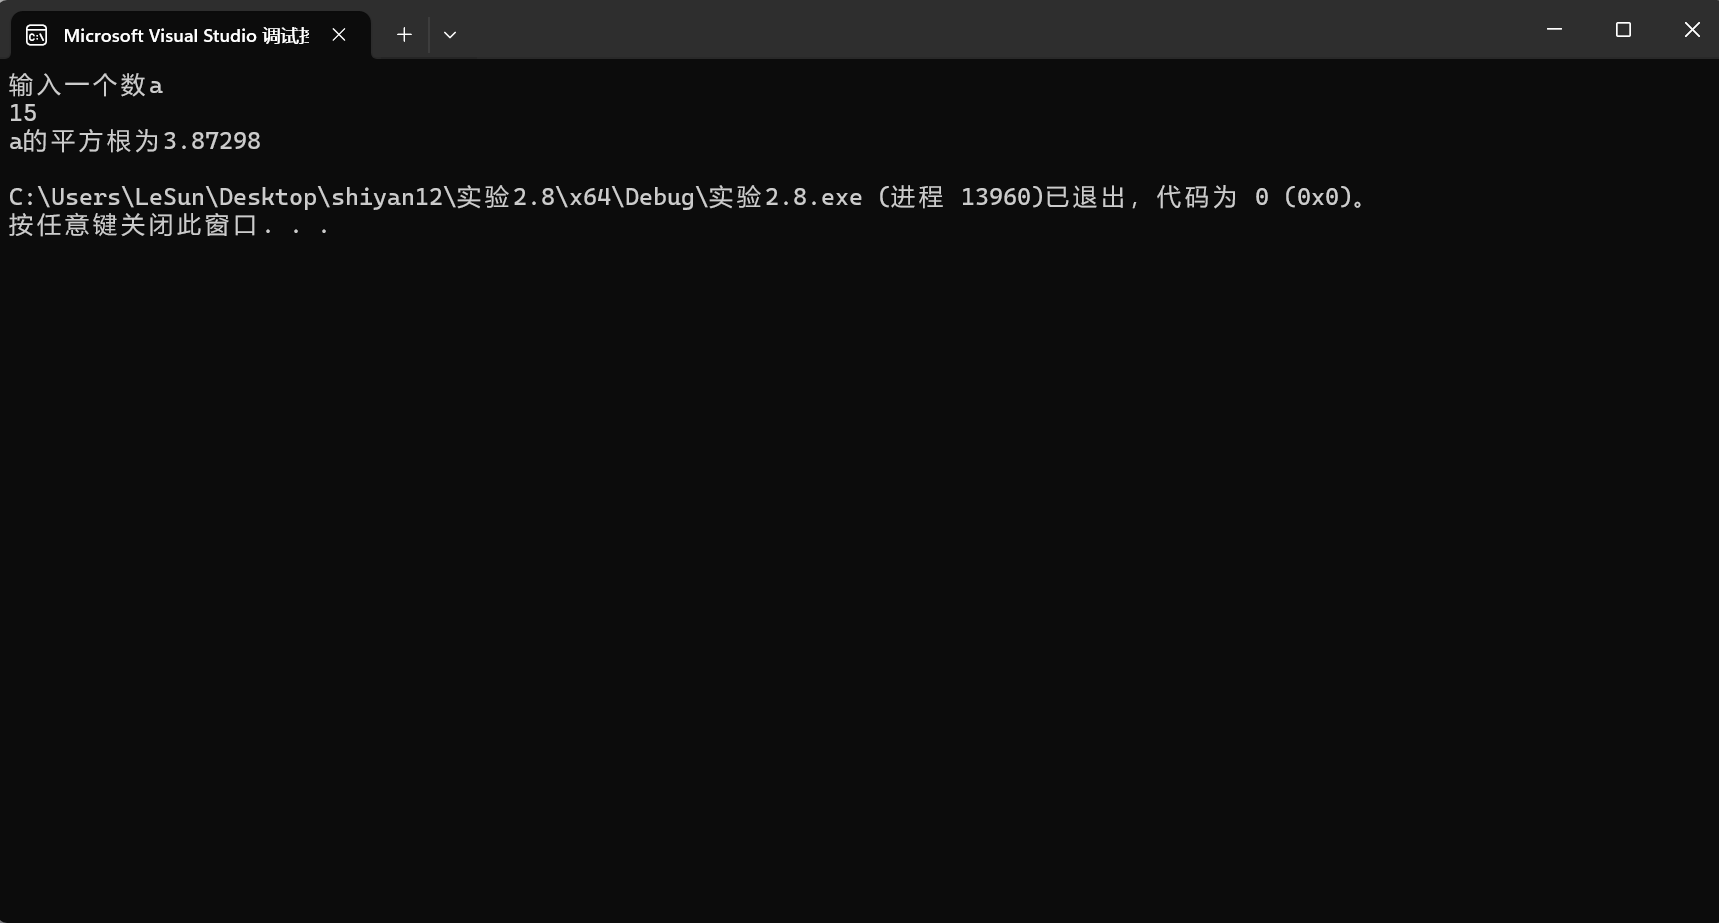 Microsoft Visual Studio 调试
输入一个数a
15
a的平方根为3.87298
C:\Users\LeSun\Desktop\shiyan12\实验2.8\x64\Debug\实验2.8.exe (进程 13960)已退出，代码为 0 (0x0)。
按任意键关闭此窗口. . .